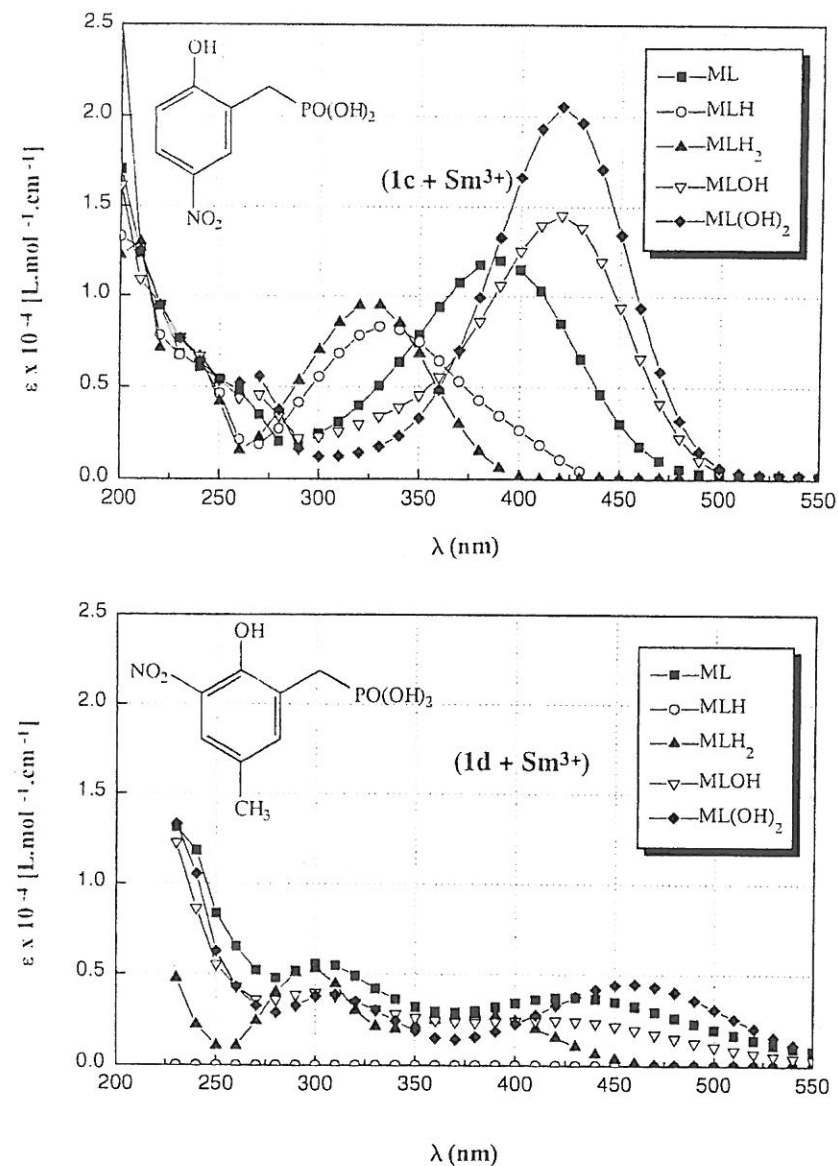 2.5
2.0
1.5
1.0
0.5
0.0
ε x 10⁻⁴ [L.mol ⁻¹.cm⁻¹]
OH
PO(OH)₂
NO₂
(1c + Sm³⁺)
ML
MLH
MLH₂
MLOH
ML(OH)₂
200 250 300 350 400 450 500 550
λ (nm)
2.5
2.0
1.5
1.0
0.5
0.0
ε x 10⁻⁴ [L.mol ⁻¹.cm⁻¹]
OH
NO₂
PO(OH)₂
CH₃
(1d + Sm³⁺)
ML
MLH
MLH₂
MLOH
ML(OH)₂
200 250 300 350 400 450 500 550
λ (nm)